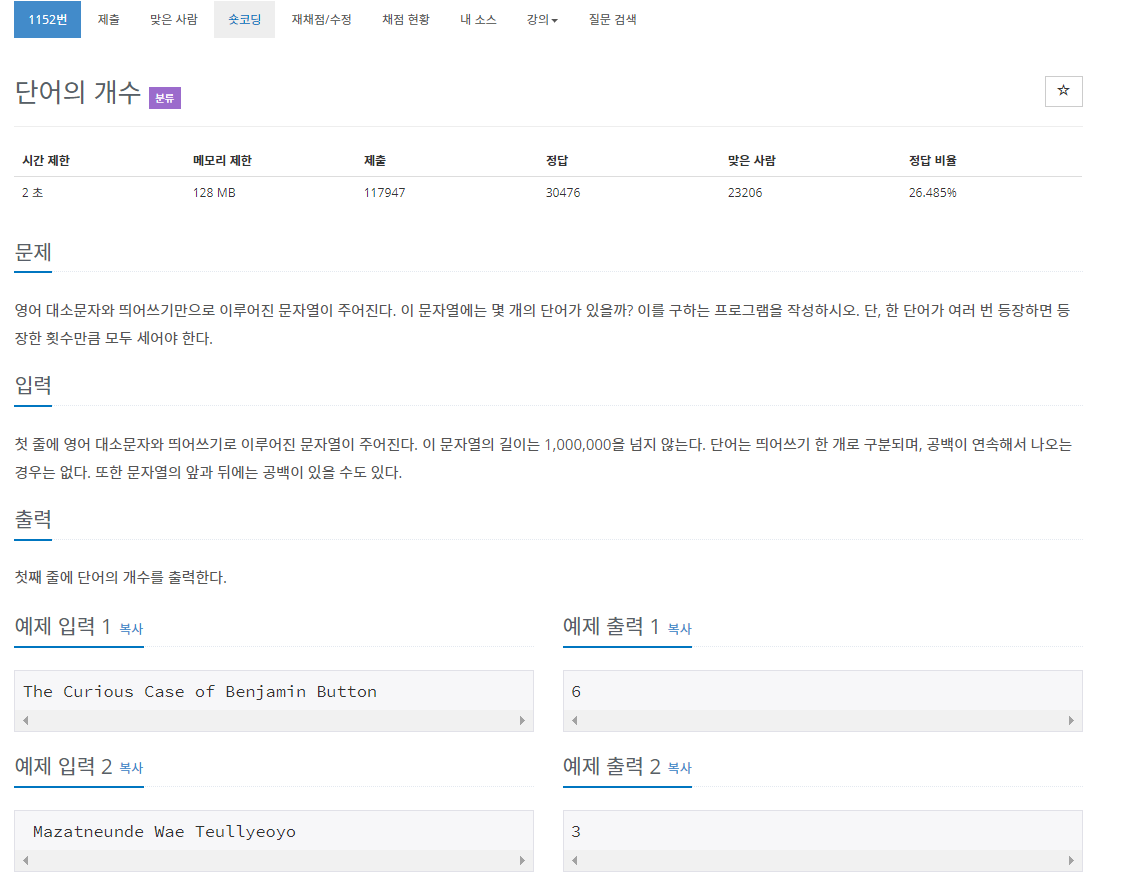 1152번 제출 맞은 사람 숏코딩 재채점/수정 채점 현황 내 소스 강의 질문 검색
단어의 개수 분류
시간 제한 메모리 제한 제출 정답 맞은 사람 정답 비율
2 초 128 MB 117947 30476 23206 26.485%
문제
영어 대소문자와 띄어쓰기만으로 이루어진 문자열이 주어진다. 이 문자열에는 몇 개의 단어가 있을까? 이를 구하는 프로그램을 작성하시오. 단, 한 단어가 여러 번 등장하면 등
장한 횟수만큼 모두 세어야 한다.
입력
첫 줄에 영어 대소문자와 띄어쓰기로 이루어진 문자열이 주어진다. 이 문자열의 길이는 1,000,000을 넘지 않는다. 단어는 띄어쓰기 한 개로 구분되며, 공백이 연속해서 나오는
경우는 없다. 또한 문자열의 앞과 뒤에는 공백이 있을 수도 있다.
출력
첫째 줄에 단어의 개수를 출력한다.
예제 입력 1 복사 예제 출력 1 복사
The Curious Case of Benjamin Button 6
예제 입력 2 복사 예제 출력 2 복사
Mazatneunde Wae Teullyeoyo 3